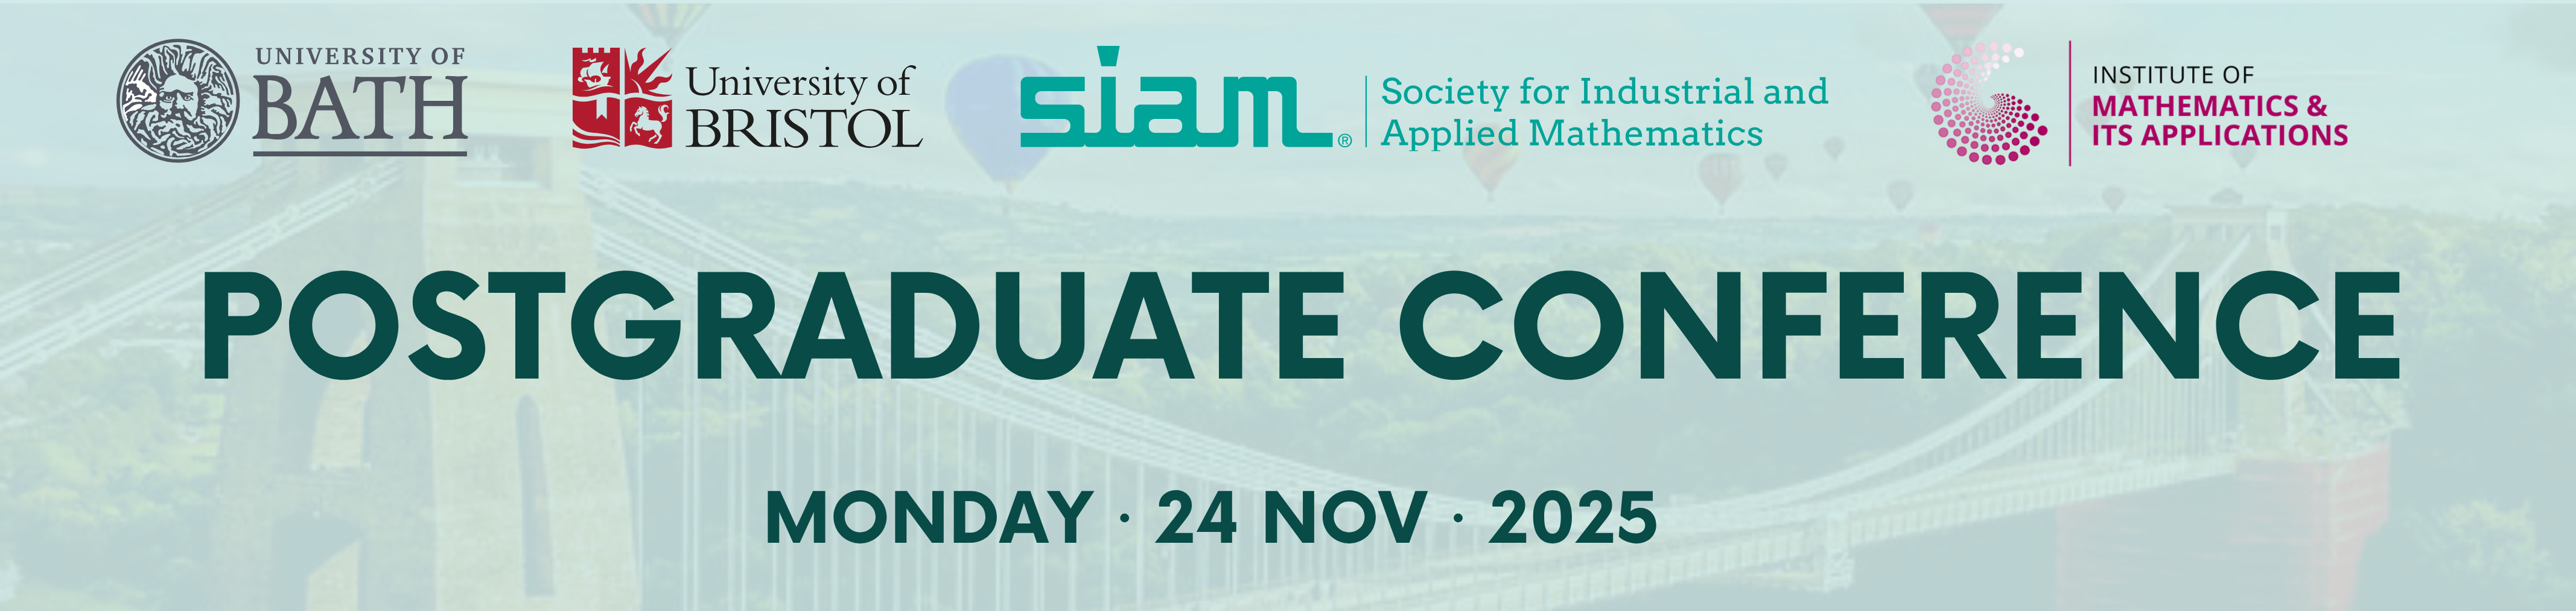 UNIVERSITY OF
BATH
University of
BRISTOL
siam®
Society for Industrial and
Applied Mathematics
INSTITUTE OF
MATHEMATICS &
ITS APPLICATIONS
POSTGRADUATE CONFERENCE
MONDAY · 24 NOV · 2025